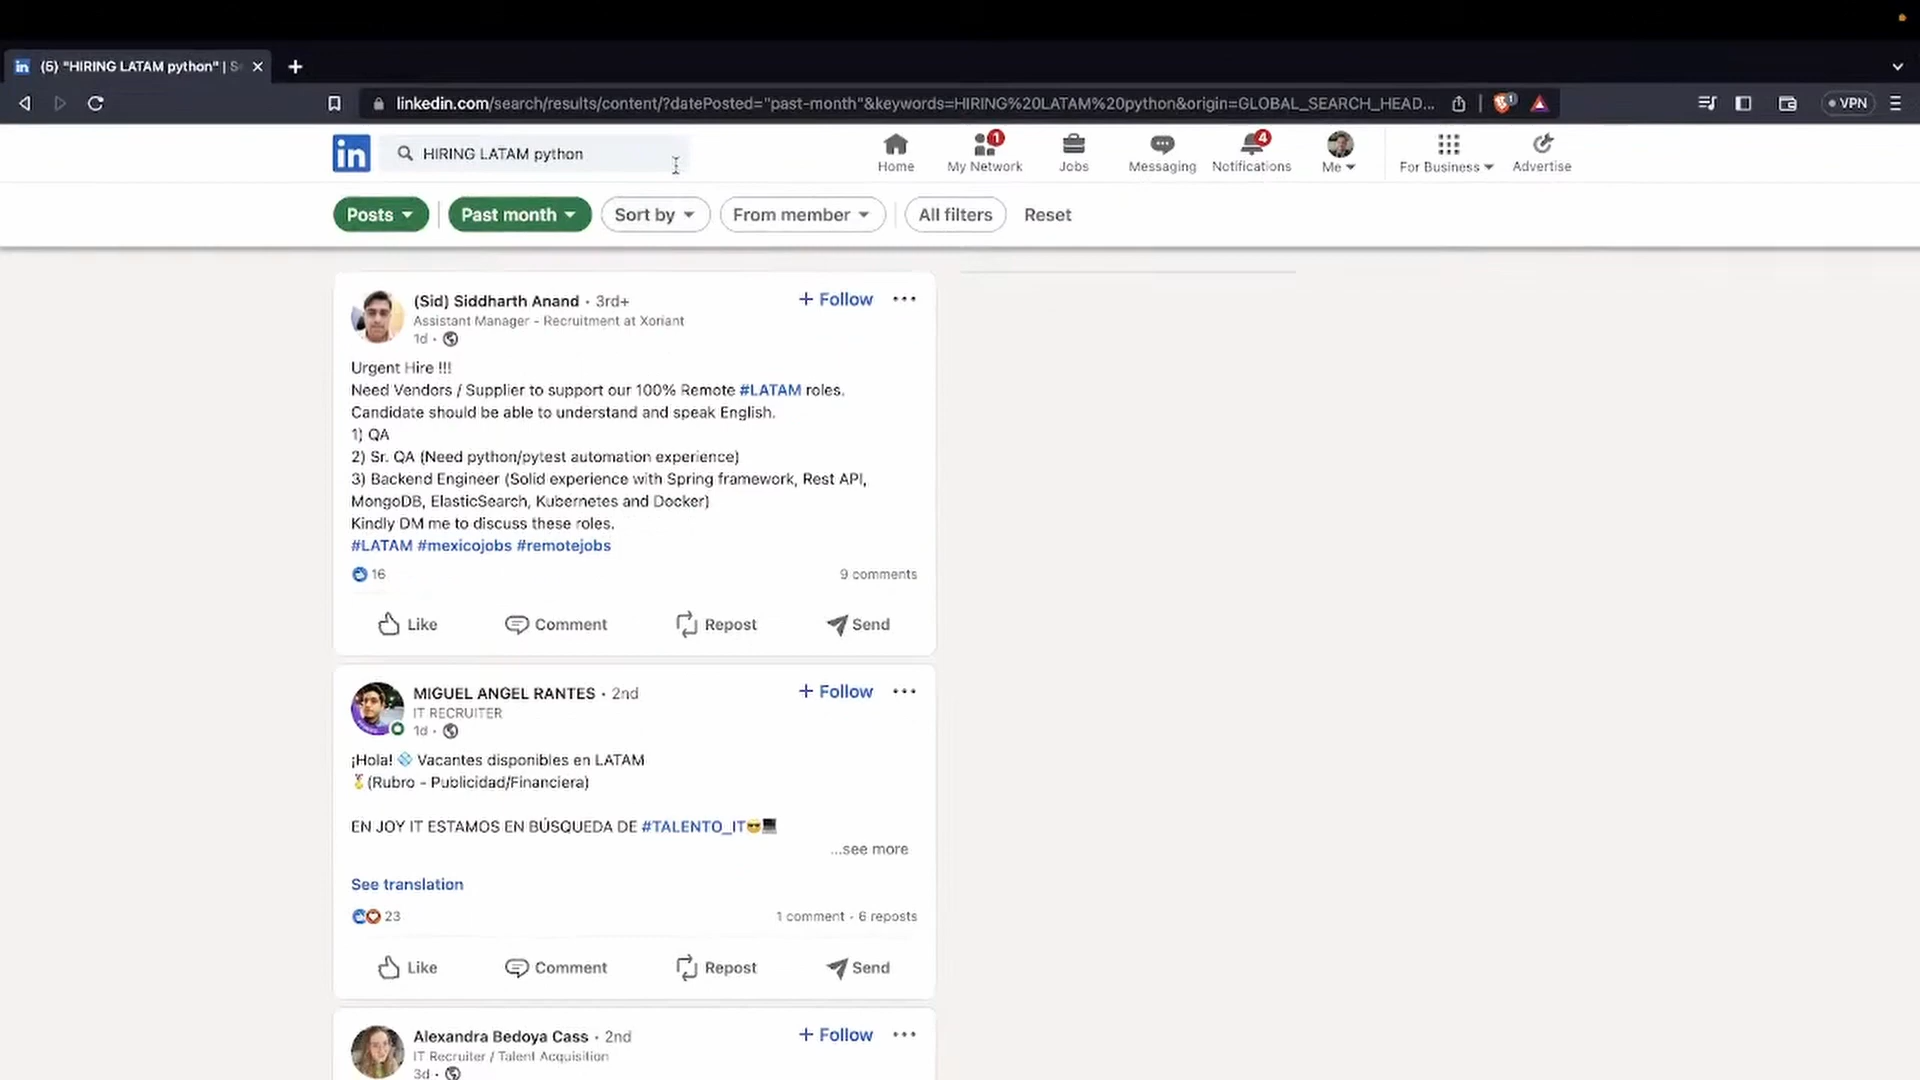 (5) "HIRING LATAM python" | S
linkedin.com/search/results/content/?datePosted="past-month"&keywords=HIRING%20LATAM%20python&origin=GLOBAL_SEARCH_HEAD...
1
VPN
in
HIRING LATAM python
Home
1
My Network
Jobs
Messaging
4
Notifications
Me
For Business
Advertise
Posts
Past month
Sort by
From member
All filters
Reset
(Sid) Siddharth Anand · 3rd+
Assistant Manager - Recruitment at Xoriant
1d ·
+ Follow
Urgent Hire !!!
Need Vendors / Supplier to support our 100% Remote #LATAM roles.
Candidate should be able to understand and speak English.
1) QA
2) Sr. QA (Need python/pytest automation experience)
3) Backend Engineer (Solid experience with Spring framework, Rest API,
MongoDB, ElasticSearch, Kubernetes and Docker)
Kindly DM me to discuss these roles.
#LATAM #mexicojobs #remotejobs
16
9 comments
Like
Comment
Repost
Send
MIGUEL ANGEL RANTES · 2nd
IT RECRUITER
1d ·
+ Follow
¡Hola! 💠 Vacantes disponibles en LATAM
🏅(Rubro - Publicidad/Financiera)
EN JOY IT ESTAMOS EN BÚSQUEDA DE #TALENTO_IT😎💻
...see more
See translation
23
1 comment · 6 reposts
Like
Comment
Repost
Send
Alexandra Bedoya Cass · 2nd
IT Recruiter / Talent Acquisition
3d ·
+ Follow